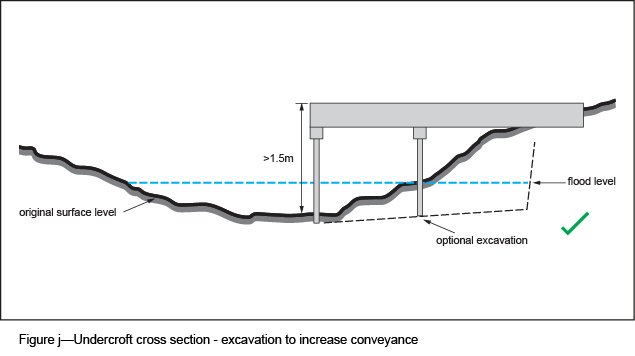 >1.5m
flood level
original surface level
optional excavation
Figure j—Undercroft cross section - excavation to increase conveyance